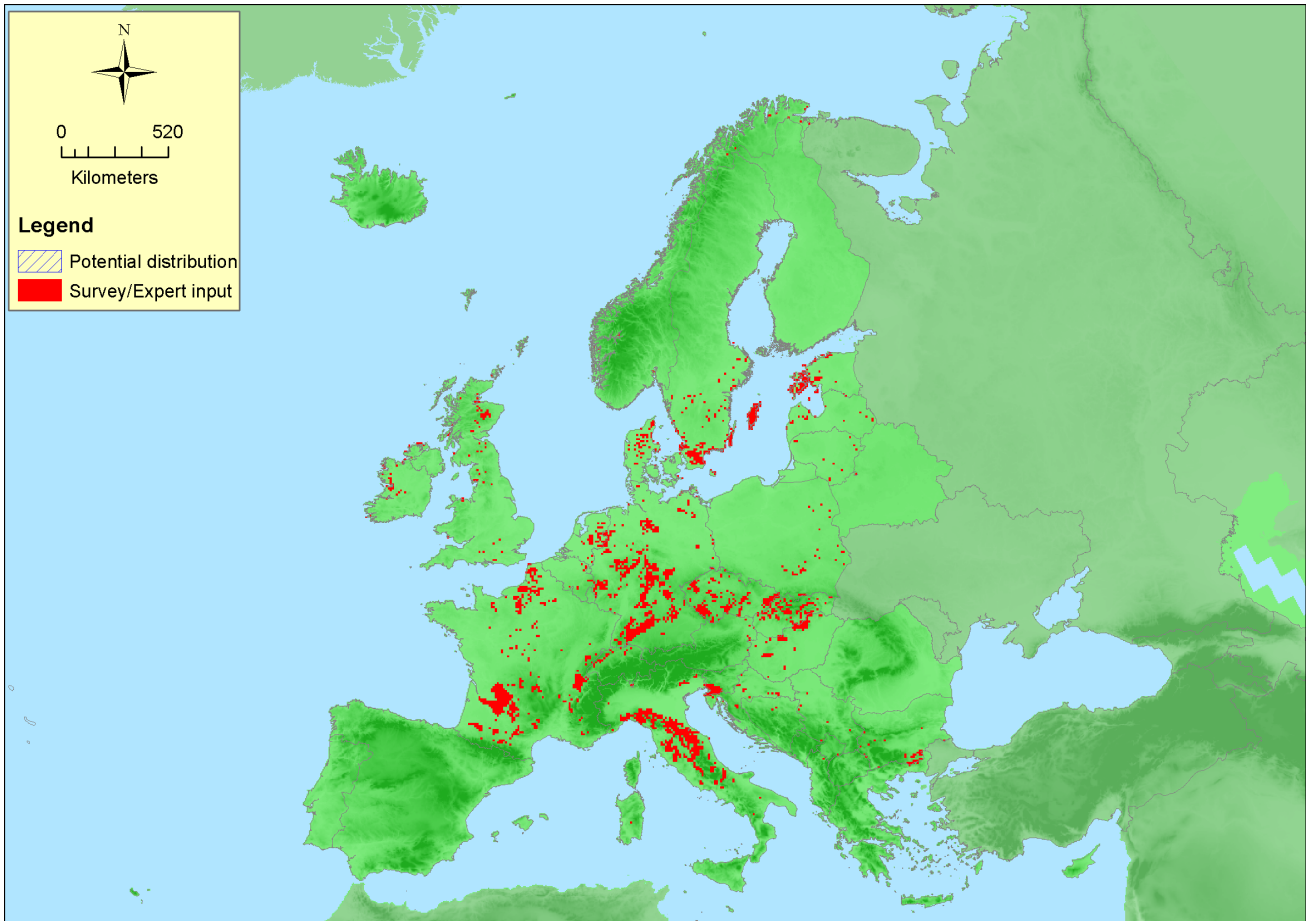 N
0 520
Kilometers
Legend
Potential distribution
Survey/Expert input